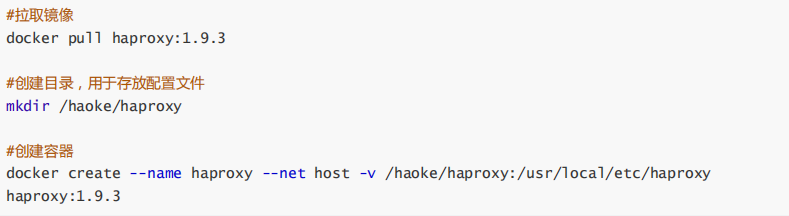 #拉取镜像
docker pull haproxy:1.9.3
#创建目录，用于存放配置文件
mkdir /haoke/haproxy
#创建容器
docker create --name haproxy --net host -v /haoke/haproxy:/usr/local/etc/haproxy
haproxy:1.9.3